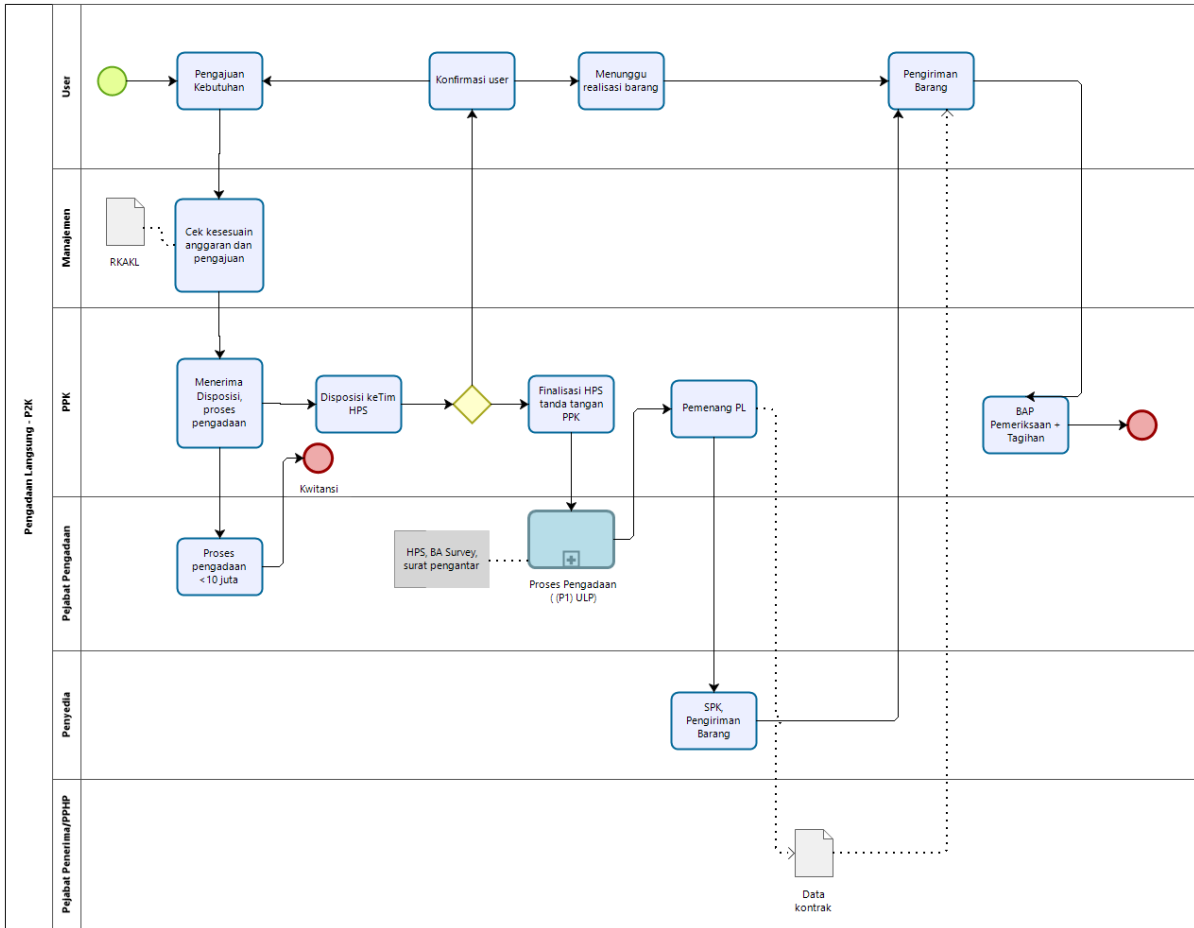 Pengadaan Langsung - P2K
User
Pengajuan
Kebutuhan
Konfirmasi user
Menunggu
realisasi barang
Pengiriman
Barang
Manajemen
RKAKL
Cek kesesuain
anggaran dan
pengajuan
PPK
Menerima
Disposisi,
proses
pengadaan
Disposisi keTim
HPS
Finalisasi HPS
tanda tangan
PPK
Pemenang PL
BAP
Pemeriksaan +
Tagihan
Kwitansi
Pejabat Pengadaan
Proses
pengadaan
<10 juta
HPS, BA Survey,
surat pengantar
Proses Pengadaan
( (P1) ULP)
Penyedia
SPK,
Pengiriman
Barang
Pejabat Penerima/PPHP
Data
kontrak